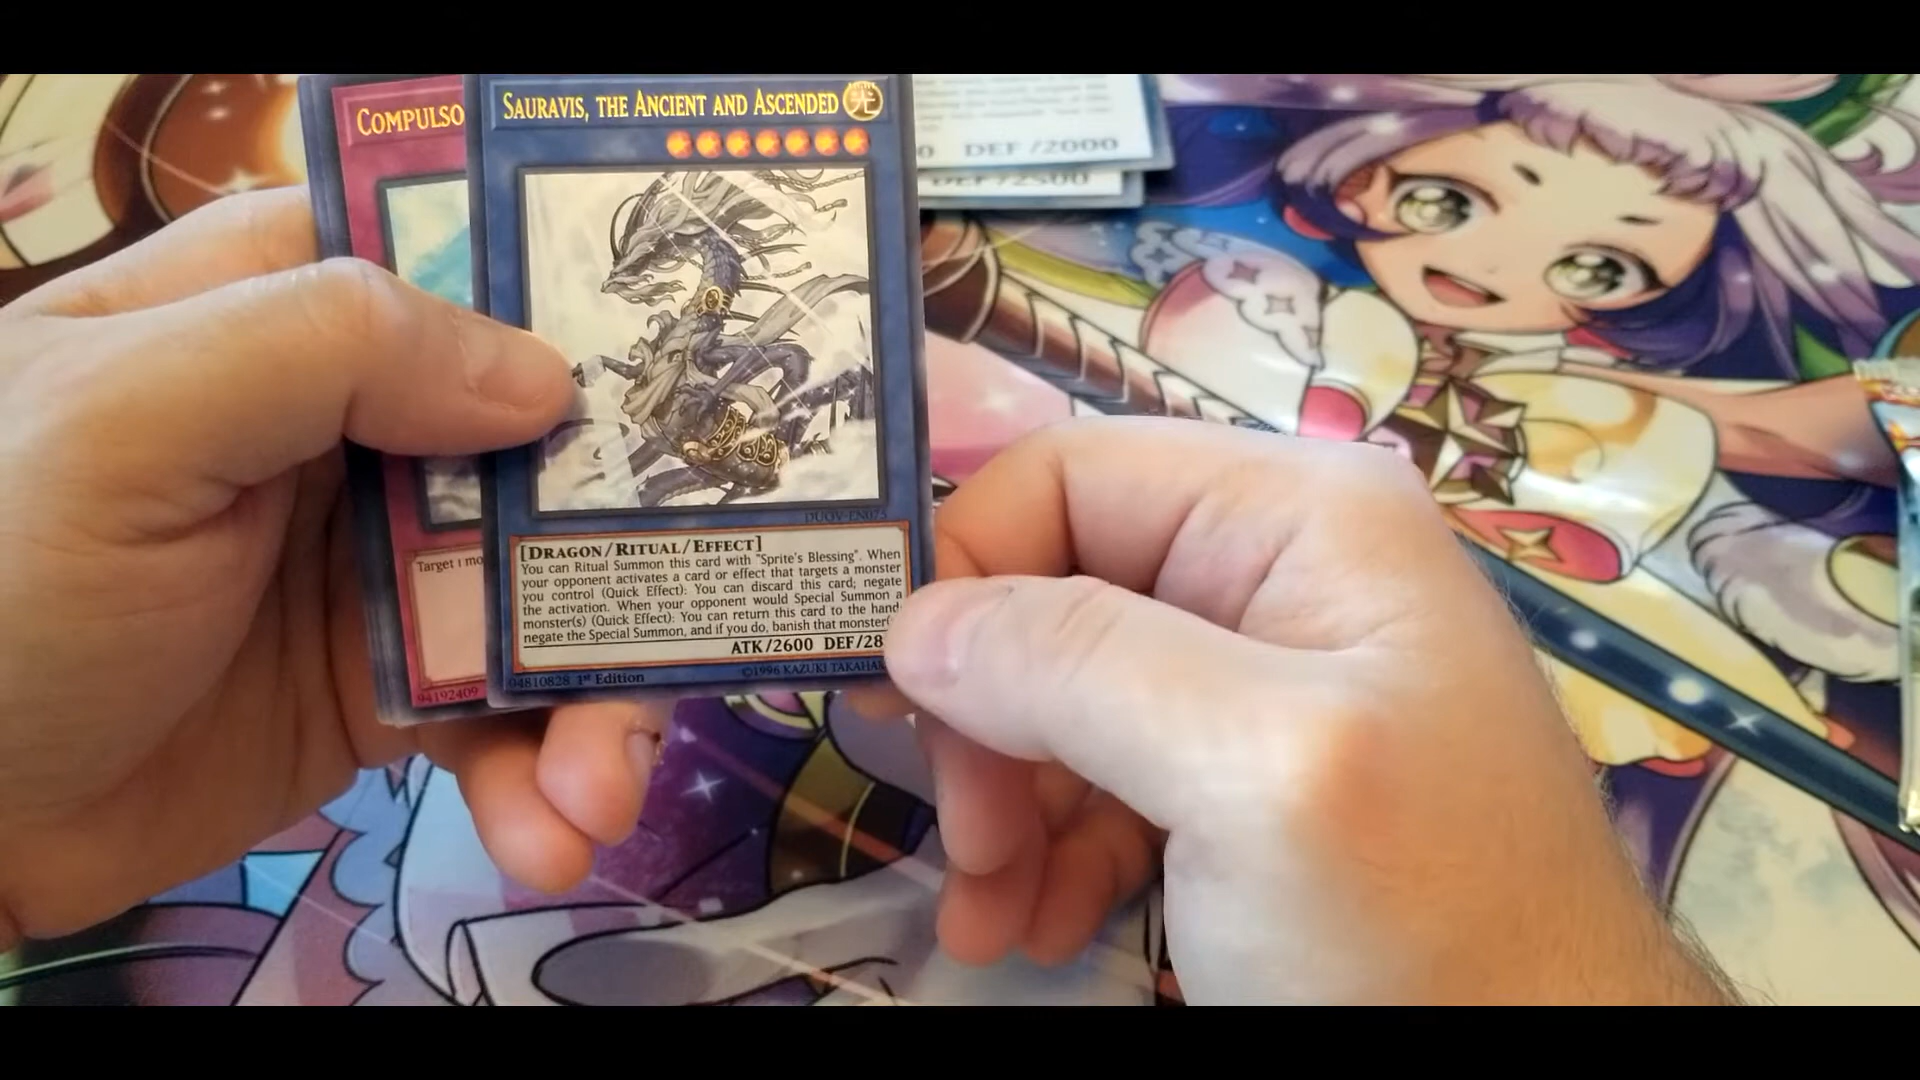 COMPULSO
SAURAVIS, THE ANCIENT AND ASCENDED
光
DEF/2000
DEF/2500
DUOV-EN075
[DRAGON/RITUAL/EFFECT]
You can Ritual Summon this card with "Sprite's Blessing". When
your opponent activates a card or effect that targets a monster
you control (Quick Effect): You can discard this card; negate
the activation. When your opponent would Special Summon a
monster(s) (Quick Effect): You can return this card to the hand;
negate the Special Summon, and if you do, banish that monster(
ATK/2600 DEF/28
94810828 1st Edition
©1996 KAZUKI TAKAHA
Target 1 mo
94192409